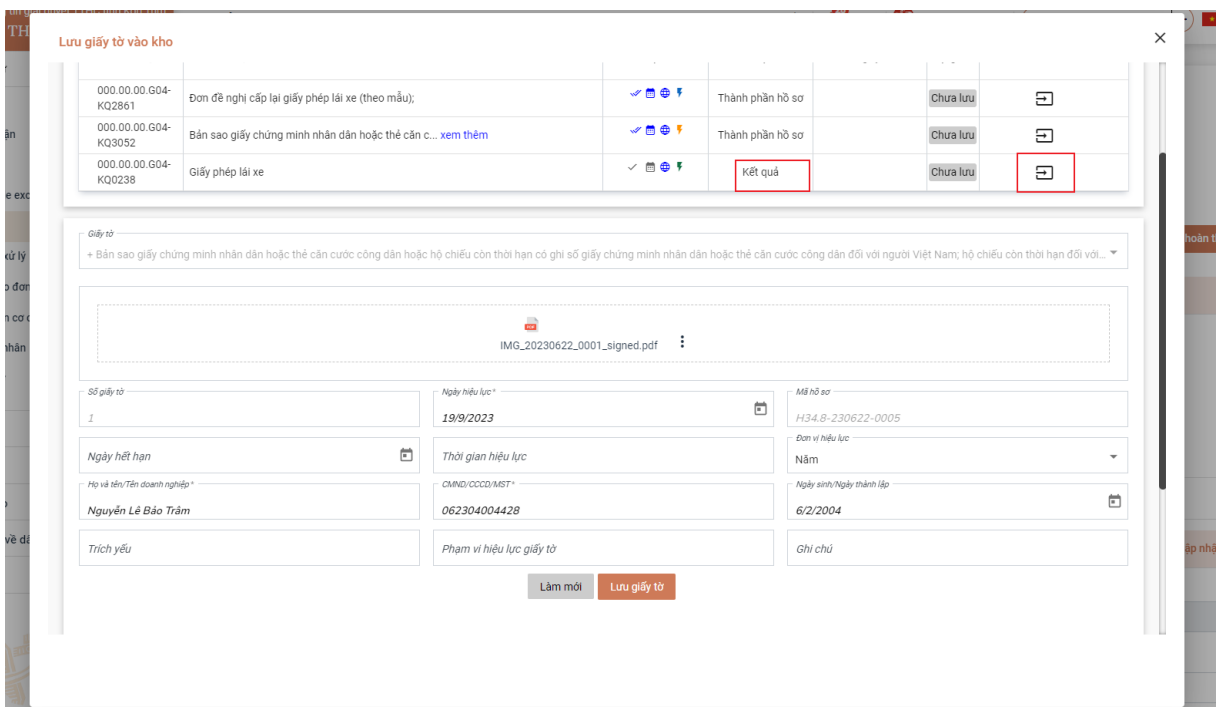 TH
Lưu giấy tờ vào kho
000.00.00.G04-
KQ2861
Đơn đề nghị cấp lại giấy phép lái xe (theo mẫu);
Thành phần hồ sơ
Chưa lưu
000.00.00.G04-
KQ3052
Bản sao giấy chứng minh nhân dân hoặc thẻ căn c... xem thêm
Thành phần hồ sơ
Chưa lưu
000.00.00.G04-
KQ0238
Giấy phép lái xe
Kết quả
Chưa lưu
Giấy tờ
+ Bản sao giấy chứng minh nhân dân hoặc thẻ căn cước công dân hoặc hộ chiếu còn thời hạn có ghi số giấy chứng minh nhân dân hoặc thẻ căn cước công dân đối với người Việt Nam; hộ chiếu còn thời hạn đối với...
PDF
IMG_20230622_0001_signed.pdf
Số giấy tờ
1
Ngày hiệu lực *
19/9/2023
Mã hồ sơ
H34.8-230622-0005
Ngày hết hạn
Thời gian hiệu lực
Đơn vị hiệu lực
Năm
Họ và tên/Tên doanh nghiệp *
Nguyễn Lê Bảo Trâm
CMND/CCCD/MST *
062304004428
Ngày sinh/Ngày thành lập
6/2/2004
Trích yếu
Phạm vi hiệu lực giấy tờ
Ghi chú
Làm mới
Lưu giấy tờ
xử lý
về